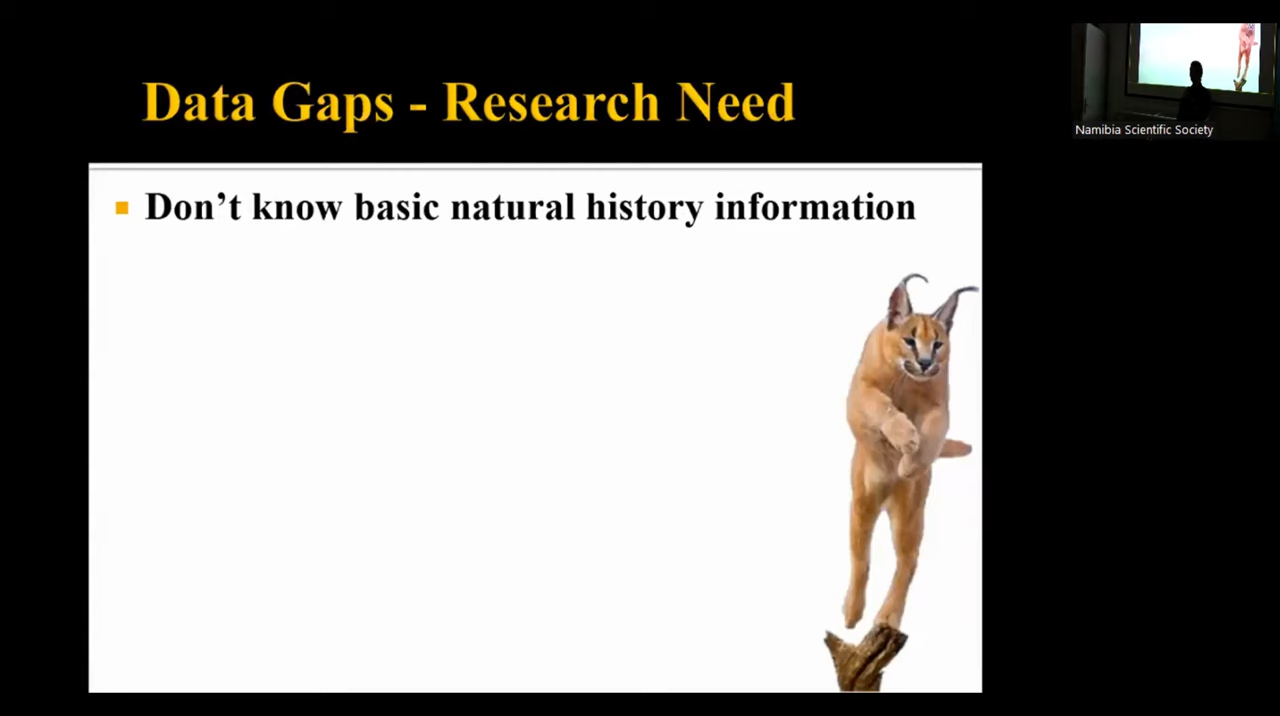 Data Gaps - Research Need
Don’t know basic natural history information
Namibia Scientific Society